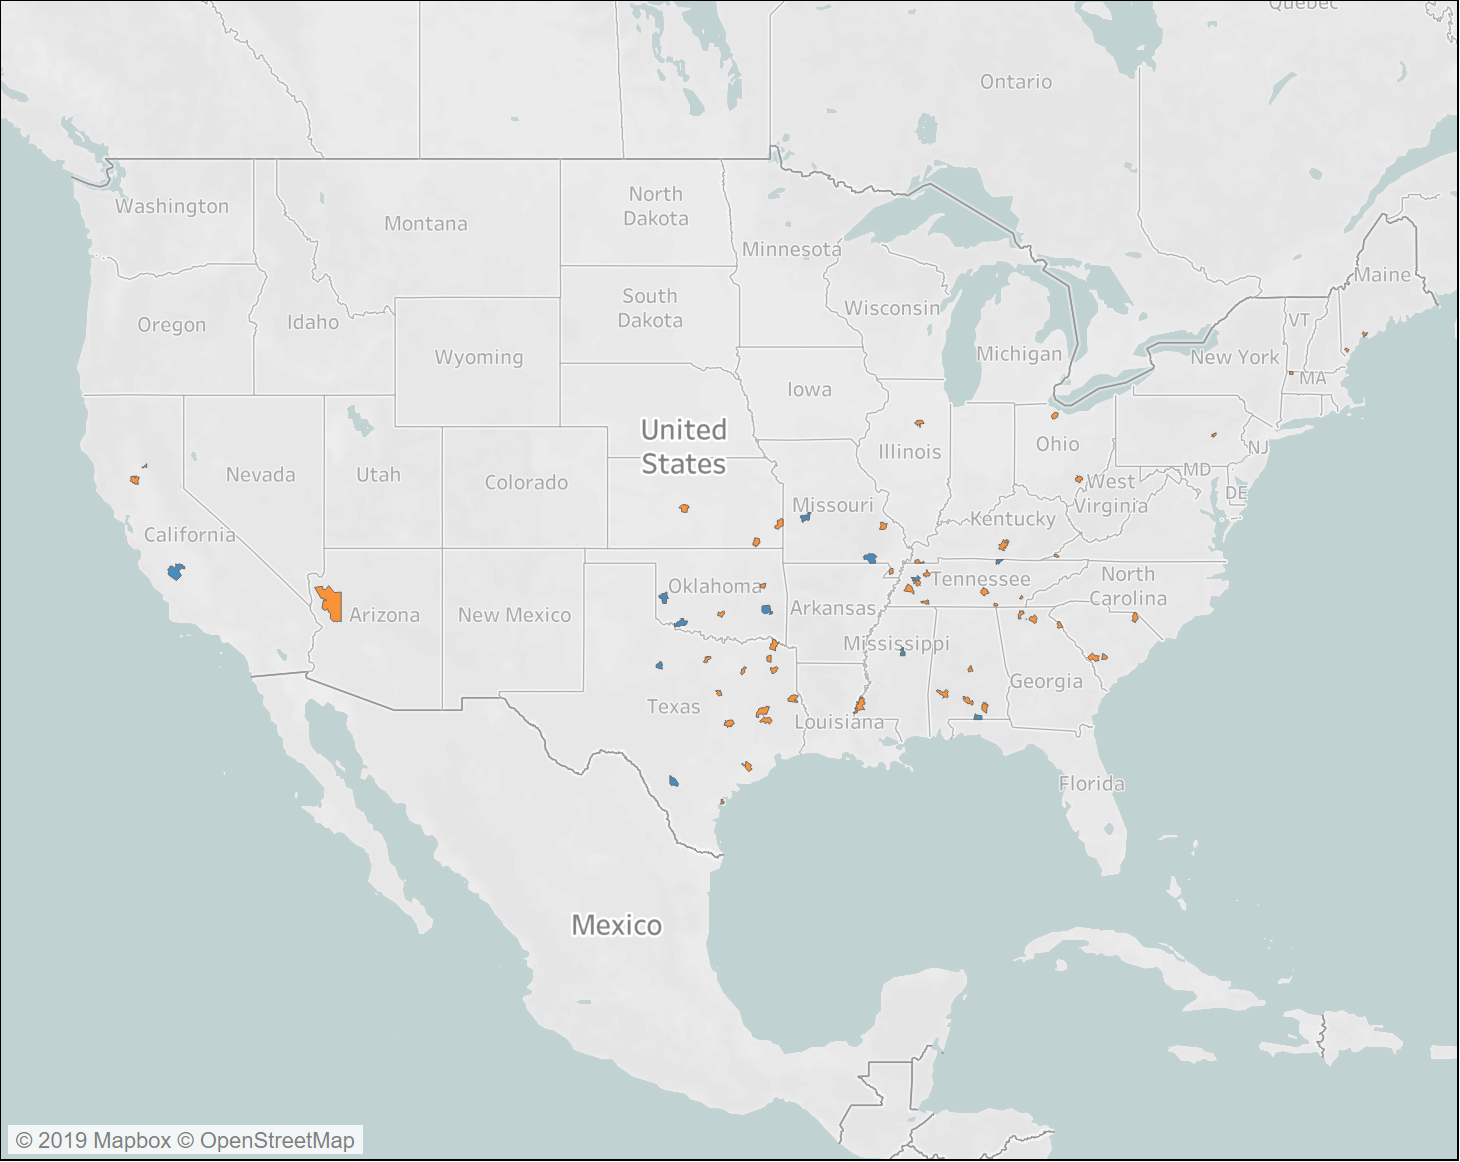 Quebec
Ontario
Washington
Montana
North
Dakota
Minnesota
Maine
Oregon
Idaho
South
Dakota
Wisconsin
VT
Wyoming
Michigan
New York
MA
Iowa
United
States
Nevada
Utah
Colorado
Illinois
Ohio
NJ
MD
DE
West
Virginia
California
Missouri
Kentucky
Arizona
New Mexico
Oklahoma
Arkansas
Tennessee
North
Carolina
Mississippi
Georgia
Texas
Louisiana
Florida
Mexico
© 2019 Mapbox © OpenStreetMap